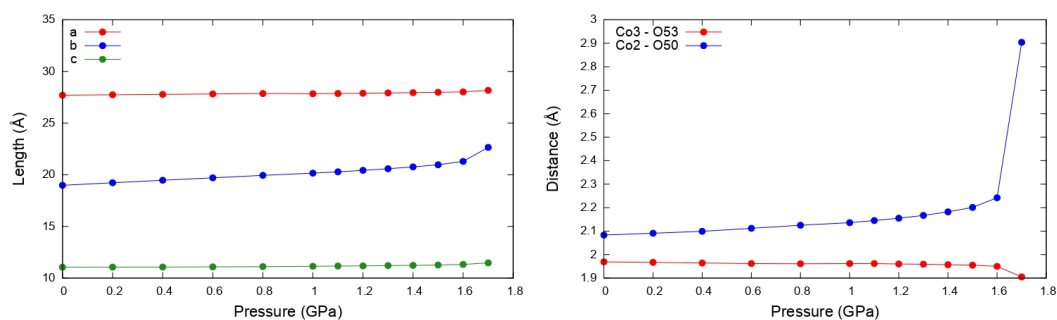 35
30
25
20
15
10
Length (Å)
a
b
c
0 0.2 0.4 0.6 0.8 1 1.2 1.4 1.6 1.8
Pressure (GPa)
3
2.9
2.8
2.7
2.6
2.5
2.4
2.3
2.2
2.1
2
1.9
Distance (Å)
Co3 - O53
Co2 - O50
0 0.2 0.4 0.6 0.8 1 1.2 1.4 1.6 1.8
Pressure (GPa)